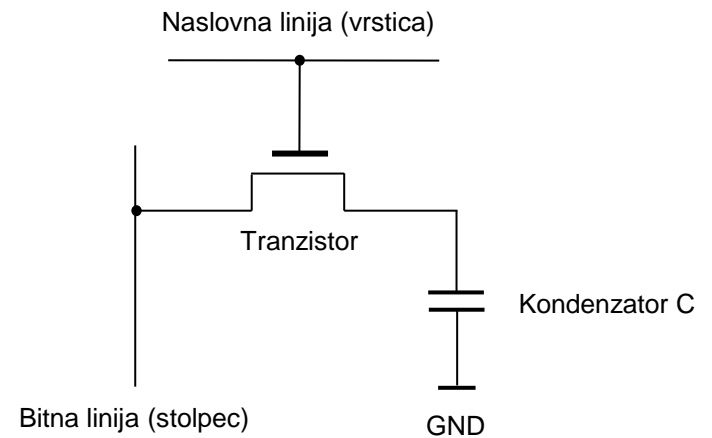 Naslovna linija (vrstica)
Tranzistor
Kondenzator C
Bitna linija (stolpec)
GND